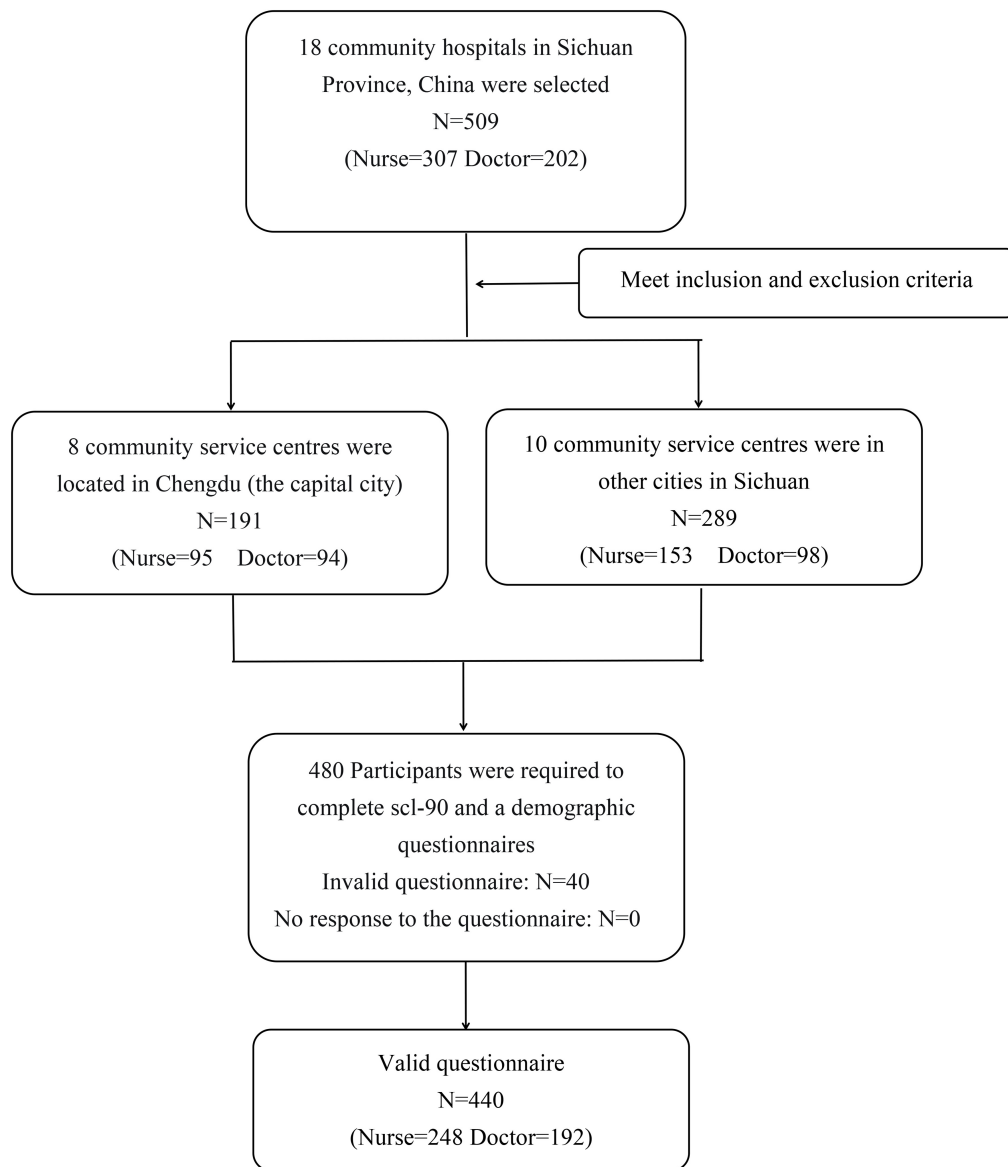 18 community hospitals in Sichuan
Province, China were selected
N=509
(Nurse=307 Doctor=202)
Meet inclusion and exclusion criteria
8 community service centres were
located in Chengdu (the capital city)
N=191
(Nurse=95 Doctor=94)
10 community service centres were in
other cities in Sichuan
N=289
(Nurse=153 Doctor=98)
480 Participants were required to
complete scl-90 and a demographic
questionnaires
Invalid questionnaire: N=40
No response to the questionnaire: N=0
Valid questionnaire
N=440
(Nurse=248 Doctor=192)